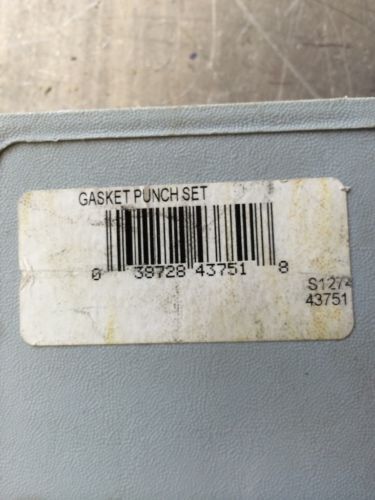 GASKET PUNCH SET
0 38728 43751 8
S1274
43751